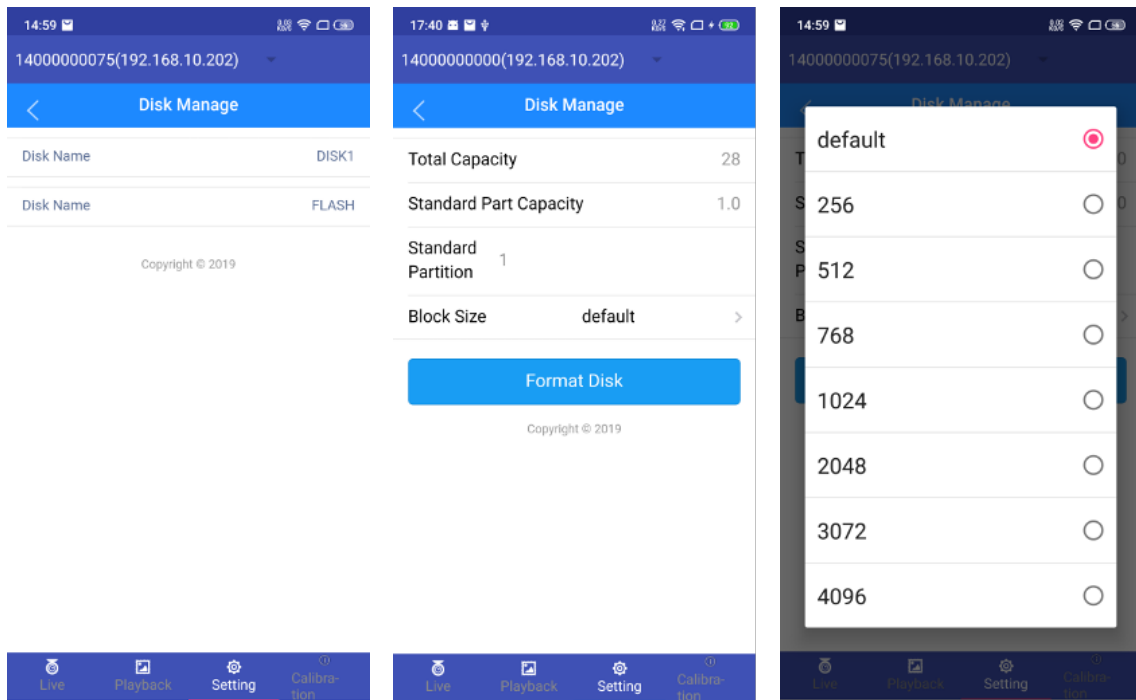 14:59
14000000075(192.168.10.202)
Disk Manage
Disk Name DISK1
Disk Name FLASH
Copyright © 2019
Live Playback Setting Calibra-
tion
17:40
92
14000000000(192.168.10.202)
Disk Manage
Total Capacity 28
Standard Part Capacity 1.0
Standard
Partition 1
Block Size default
Format Disk
Copyright © 2019
Live Playback Setting Calibra-
tion
14:59
14000000075(192.168.10.202)
Disk Manage
default
256
512
768
1024
2048
3072
4096
Live Playback Setting Calibra-
tion